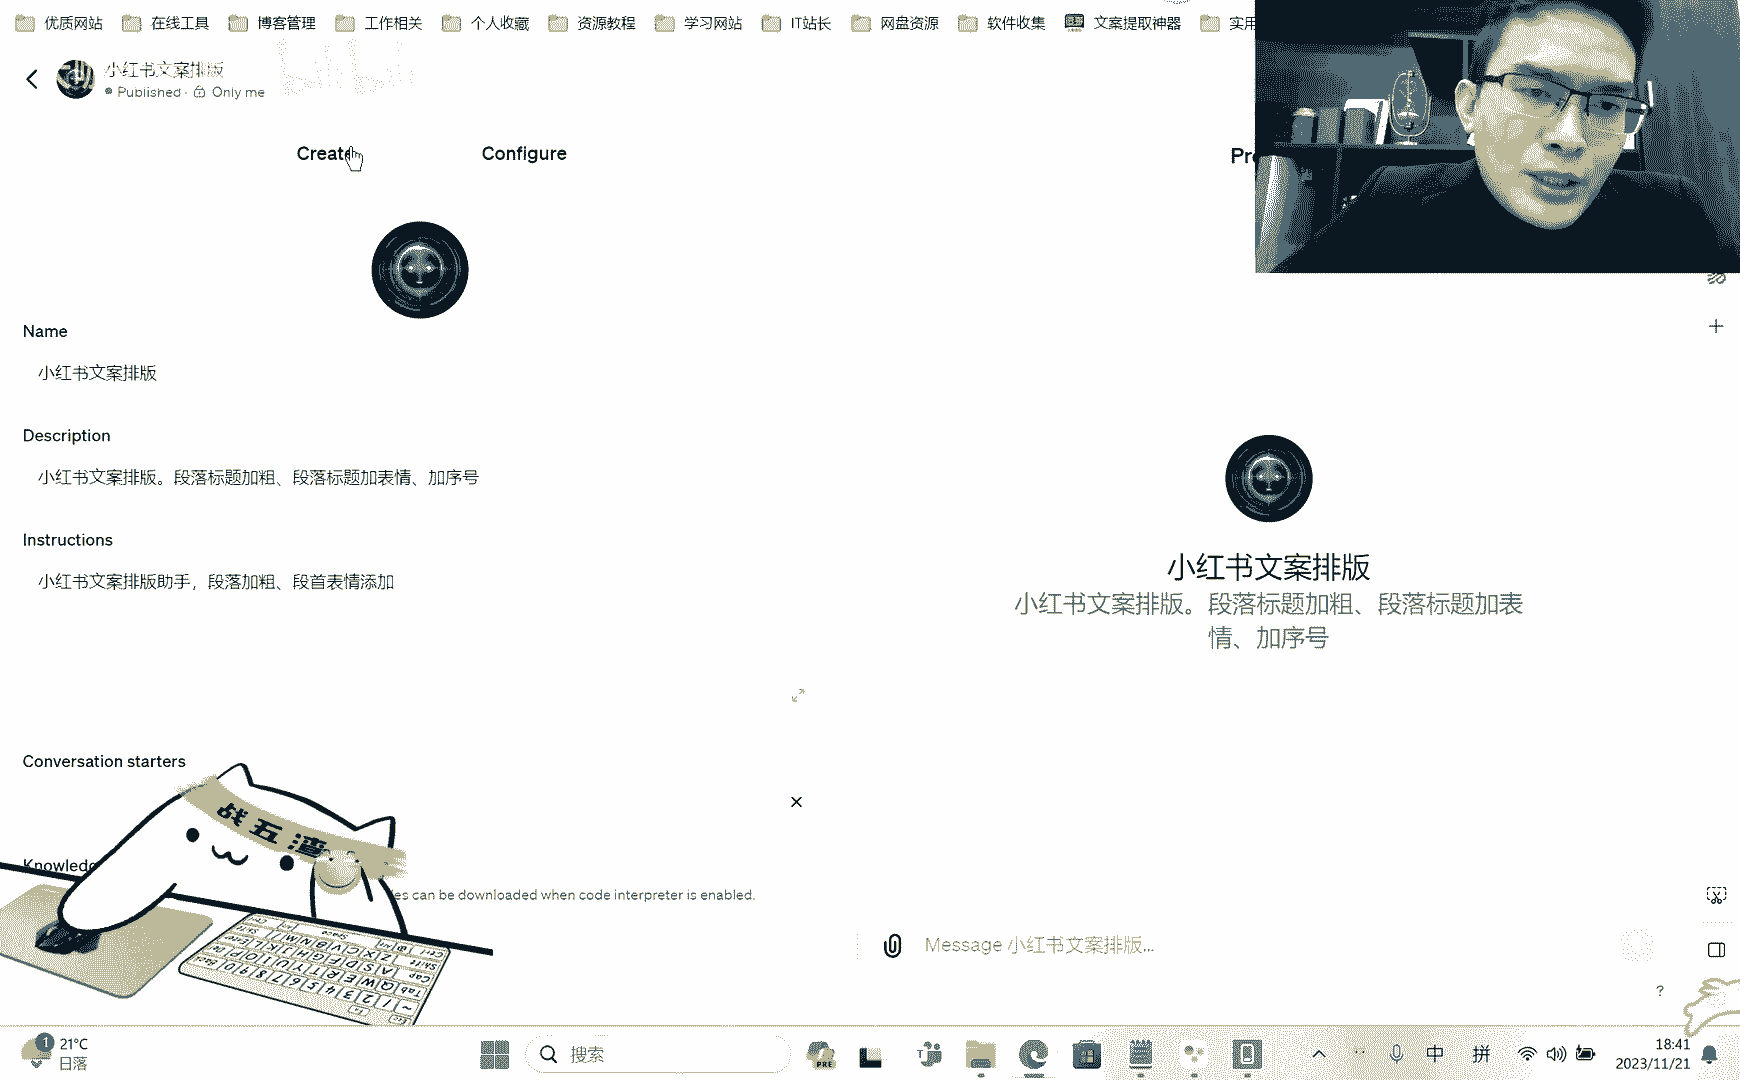 优质网站
在线工具
博客管理
工作相关
个人收藏
资源教程
学习网站
IT站长
网盘资源
软件收集
文案提取神器
实用
小红书文案排版
Published · Only me
Create
Configure
Pre
Name
小红书文案排版
Description
小红书文案排版。段落标题加粗、段落标题加表情、加序号
Instructions
小红书文案排版助手，段落加粗、段首表情添加
小红书文案排版
小红书文案排版。段落标题加粗、段落标题加表
情、加序号
Conversation starters
战五渣
Knowledg
les can be downloaded when code interpreter is enabled.
Message 小红书文案排版...
?
1
21°C
日落
搜索
PRE
中
拼
18:41
2023/11/21